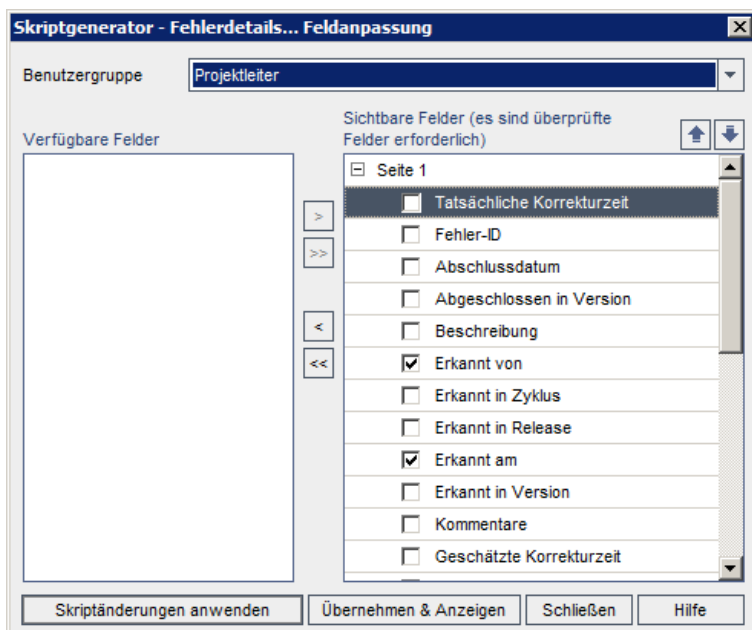 Skriptgenerator - Fehlerdetails... Feldanpassung
Benutzergruppe
Projektleiter
Verfügbare Felder
Sichtbare Felder (es sind überprüfte
Felder erforderlich)
Seite 1
Tatsächliche Korrekturzeit
Fehler-ID
Abschlussdatum
Abgeschlossen in Version
Beschreibung
Erkannt von
Erkannt in Zyklus
Erkannt in Release
Erkannt am
Erkannt in Version
Kommentare
Geschätzte Korrekturzeit
>
>>
<
<<
Skriptänderungen anwenden
Übernehmen & Anzeigen
Schließen
Hilfe